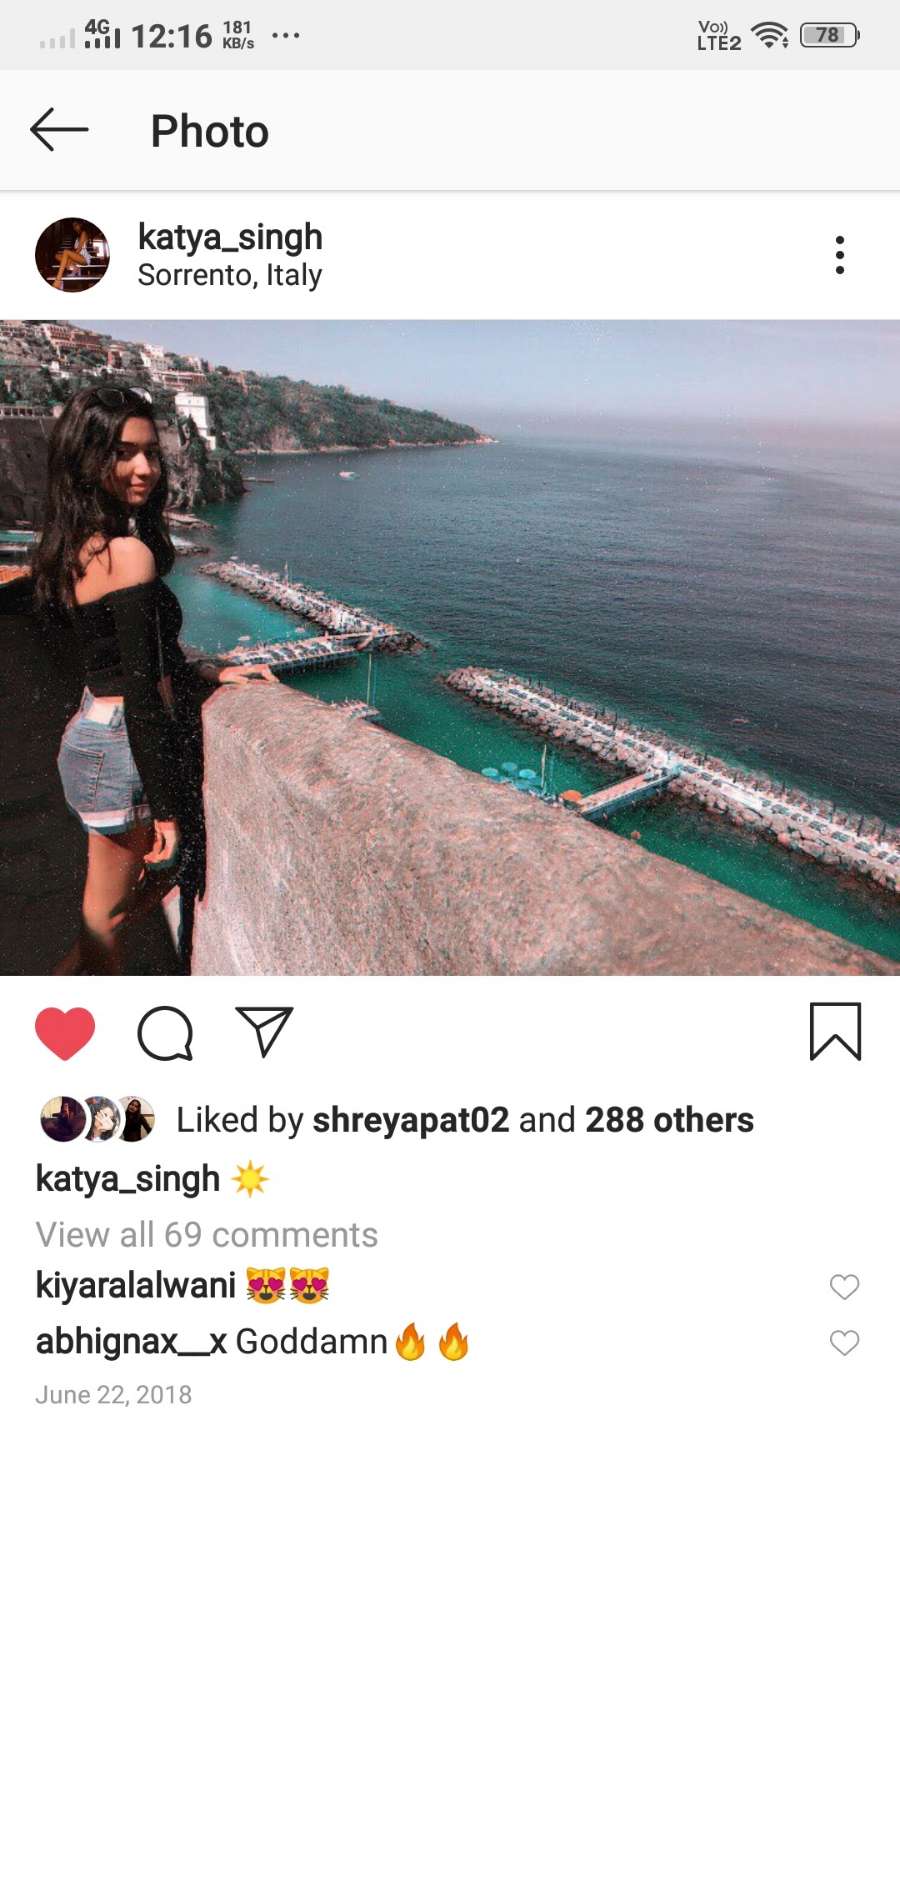 4G 12:16 181 KB/s ... Vo)) LTE2 78
Photo
katya_singh
Sorrento, Italy
Liked by shreyapat02 and 288 others
katya_singh ☀️
View all 69 comments
kiyaralalwani 😻😻
abhignax__x Goddamn🔥🔥
June 22, 2018